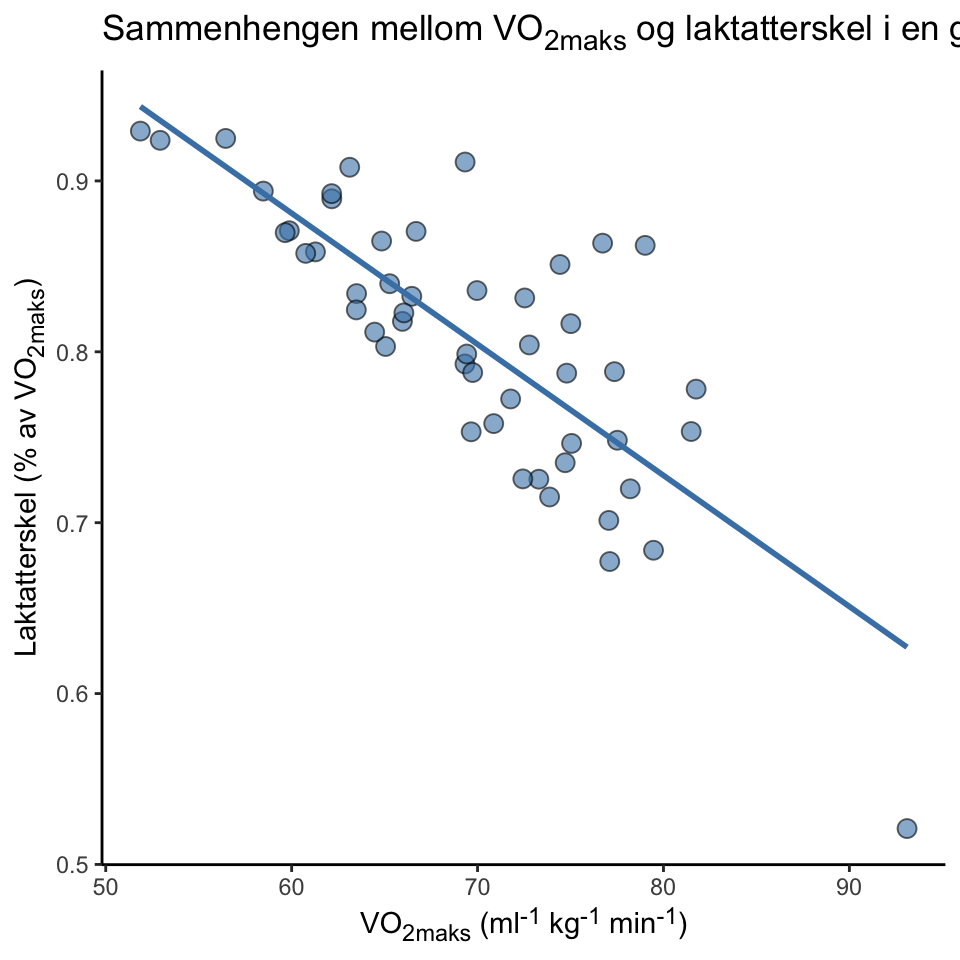 Sammenhengen mellom VO2maks og laktatterskel i en g
Laktatterskel (% av VO2maks)
0.9
0.8
0.7
0.6
0.5
50 60 70 80 90
VO2maks (ml-1 kg-1 min-1)